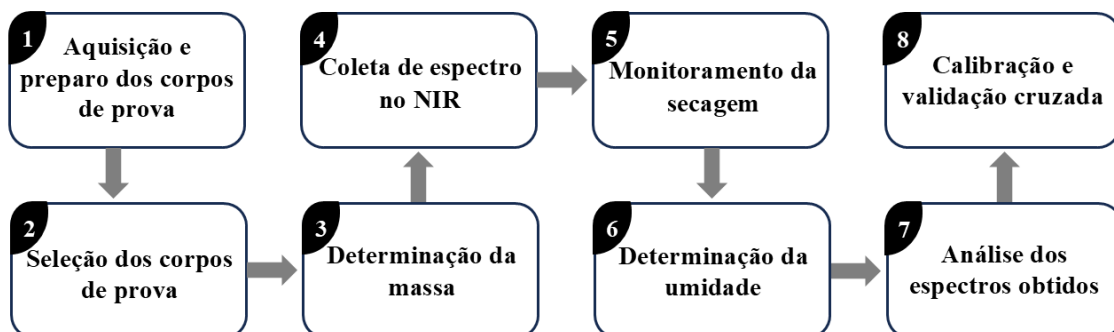 1
Aquisição e
preparo dos corpos
de prova
2
Seleção dos corpos
de prova
3
Determinação da
massa
4
Coleta de espectro
no NIR
5
Monitoramento da
secagem
6
Determinação da
umidade
7
Análise dos
espectros obtidos
8
Calibração e
validação cruzada